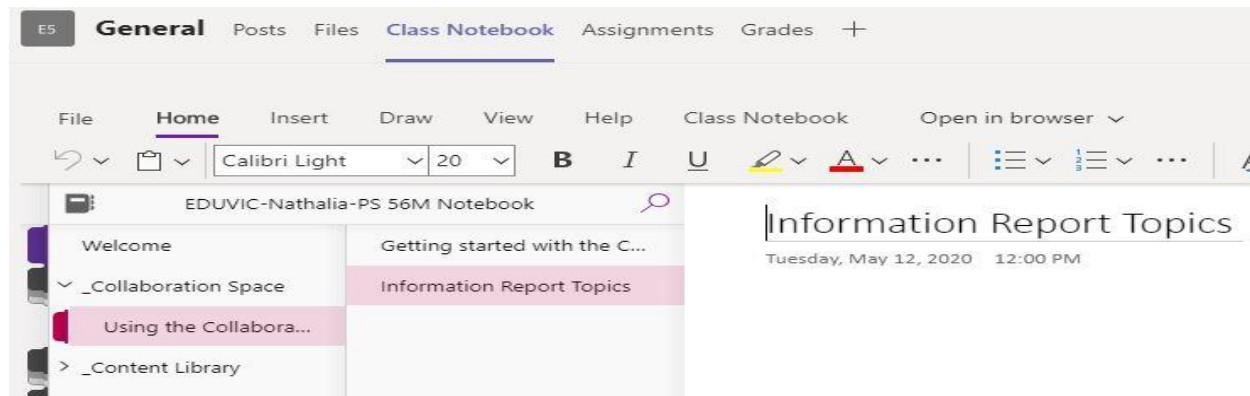 E5 General Posts Files Class Notebook Assignments Grades +
File Home Insert Draw View Help Class Notebook Open in browser
Calibri Light 20 B I U A ...
EDUVIC-Nathalia-PS 56M Notebook
Information Report Topics
Welcome Getting started with the C...
Tuesday, May 12, 2020 12:00 PM
_Collaboration Space Information Report Topics
Using the Collabora...
_Content Library